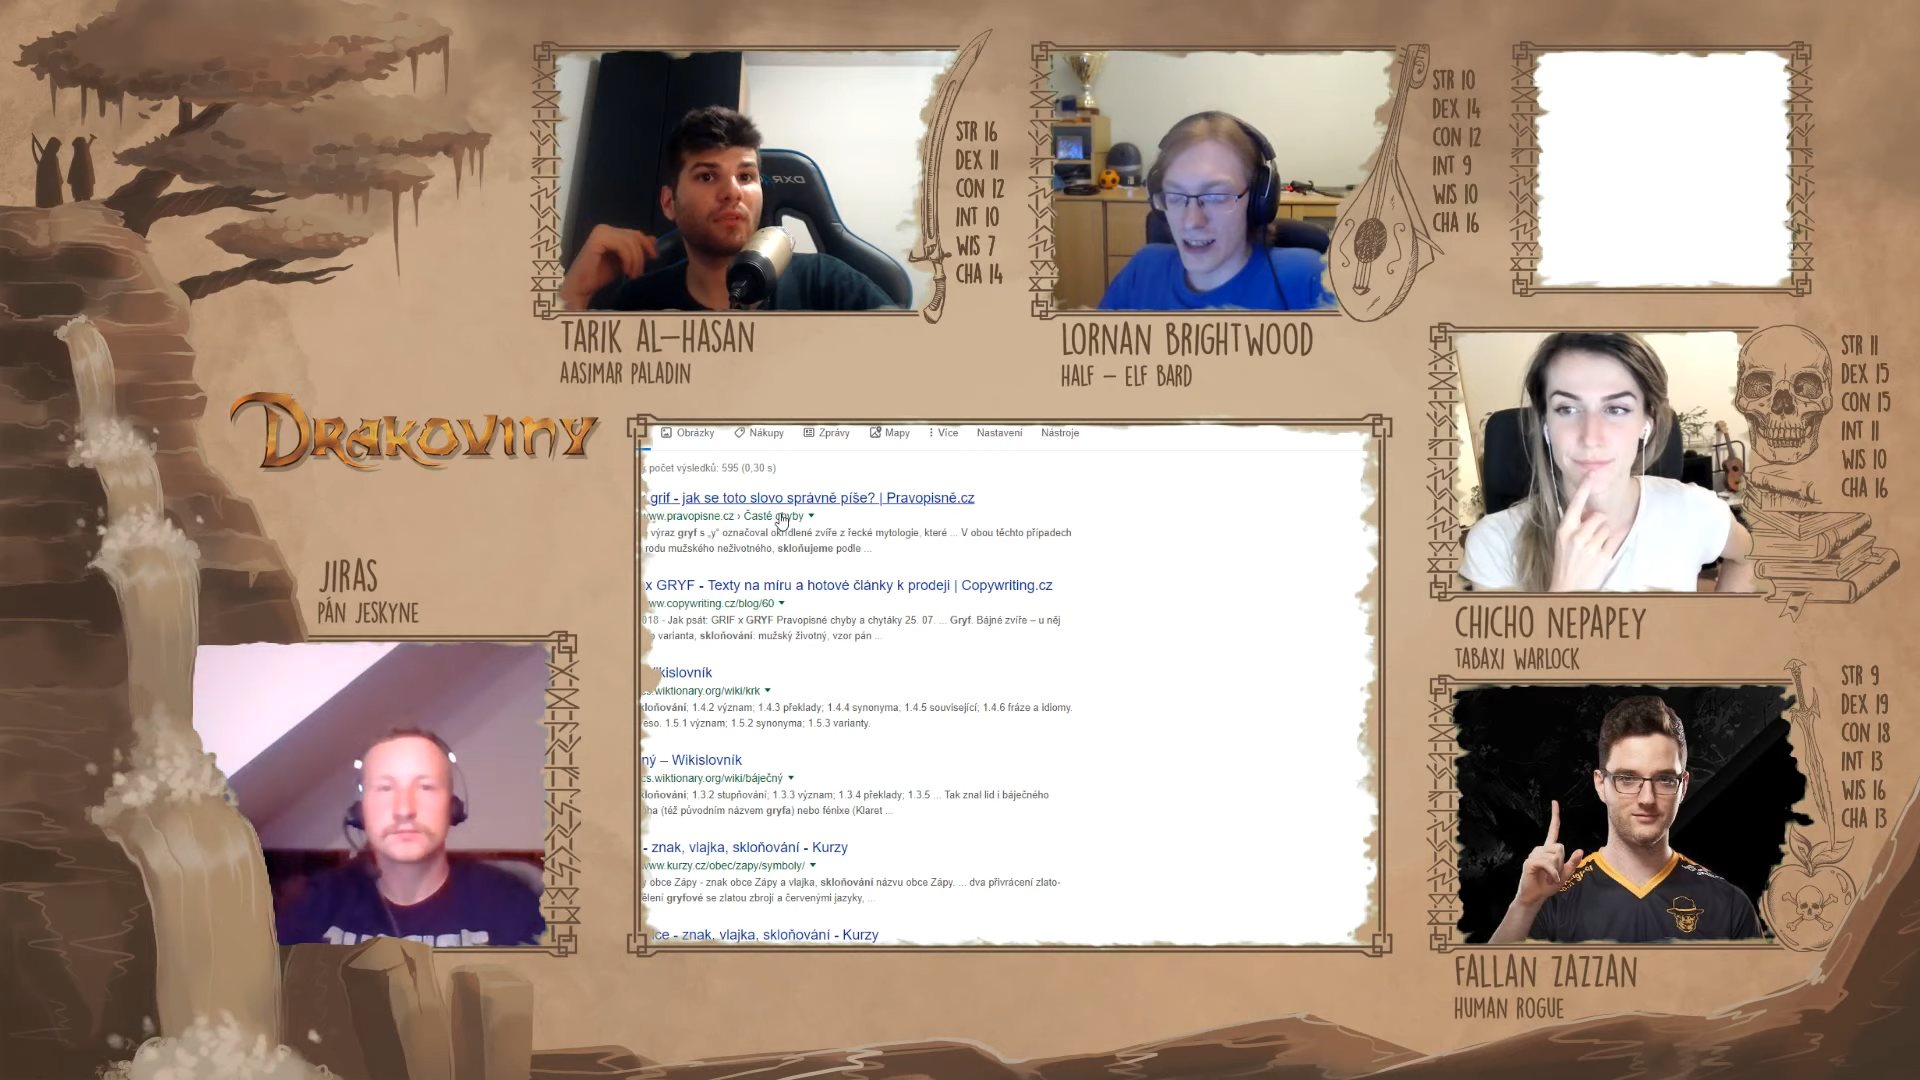 STR 16
DEX 11
CON 12
INT 10
WIS 7
CHA 14
TARIK AL-HASAN
AASIMAR PALADIN
STR 10
DEX 14
CON 12
INT 9
WIS 10
CHA 16
LORNAN BRIGHTWOOD
HALF - ELF BARD
STR 11
DEX 15
CON 15
INT 11
WIS 10
CHA 16
CHICHO NEPAPEY
TABAXI WARLOCK
STR 9
DEX 19
CON 18
INT 13
WIS 16
CHA 13
FALLAN ZAZZAN
HUMAN ROGUE
DRAKOVINY
JIRAS
PÁN JESKYNE
DXR
Obrázky Nákupy Zprávy Mapy Více Nastavení Nástroje
počet výsledků: 595 (0,30 s)
grif - jak se toto slovo správně píše? | Pravopisně.cz
www.pravopisne.cz › Časté chyby
výraz gryf s „y“ označoval okřídlené zvíře z řecké mytologie, které ... V obou těchto případech
rodu mužského neživotného, skloňujeme podle ...
x GRYF - Texty na míru a hotové články k prodeji | Copywriting.cz
www.copywriting.cz/blog/60
018 - Jak psát: GRIF x GRYF Pravopisné chyby a chytáky 25. 07. ... Gryf. Bájné zvíře – u něj
varianta, skloňování: mužský životný, vzor pán ...
kislovník
cs.wiktionary.org/wiki/krk
kloňování; 1.4.2 význam; 1.4.3 překlady; 1.4.4 synonyma; 1.4.5 související; 1.4.6 fráze a idiomy.
eso. 1.5.1 význam; 1.5.2 synonyma; 1.5.3 varianty.
ný – Wikislovník
cs.wiktionary.org/wiki/báječný
kloňování; 1.3.2 stupňování; 1.3.3 význam; 1.3.4 překlady; 1.3.5 ... Tak znal lid i báječného
ha (též původním názvem gryfa) nebo fénixe (Klaret ...
- znak, vlajka, skloňování - Kurzy
www.kurzy.cz/obec/zapy/symboly/
obce Zápy - znak obce Zápy a vlajka, skloňování názvu obce Zápy. ... dva přivrácení zlato-
ělení gryfové se zlatou zbrojí a červenými jazyky, ...
ce - znak, vlajka, skloňování - Kurzy